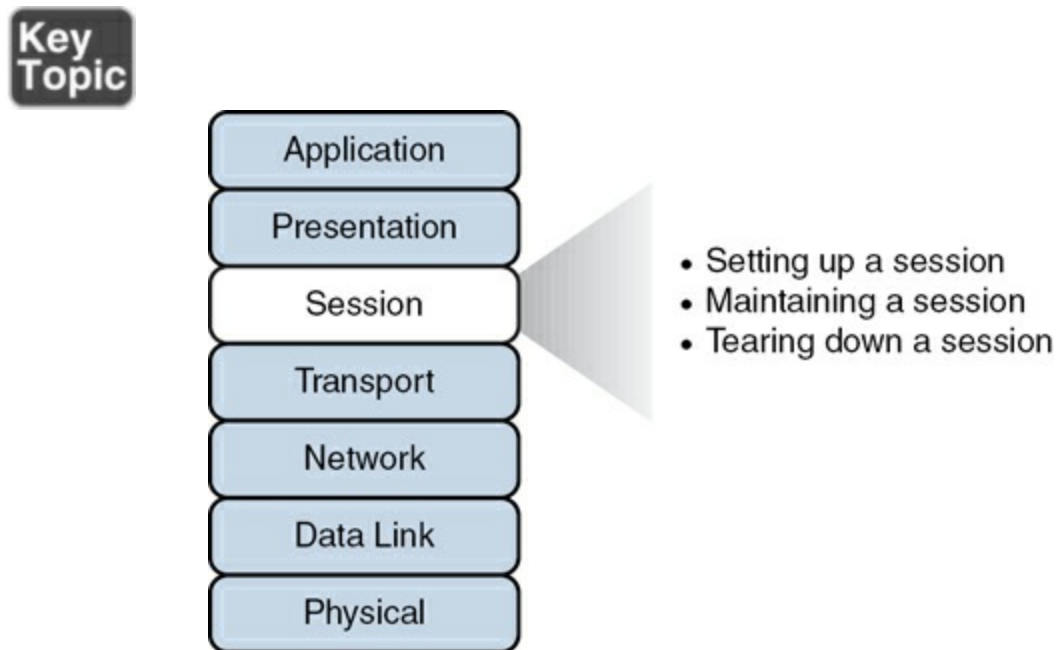 Key
Topic
Application
Presentation
Session
Transport
Network
Data Link
Physical
• Setting up a session
• Maintaining a session
• Tearing down a session